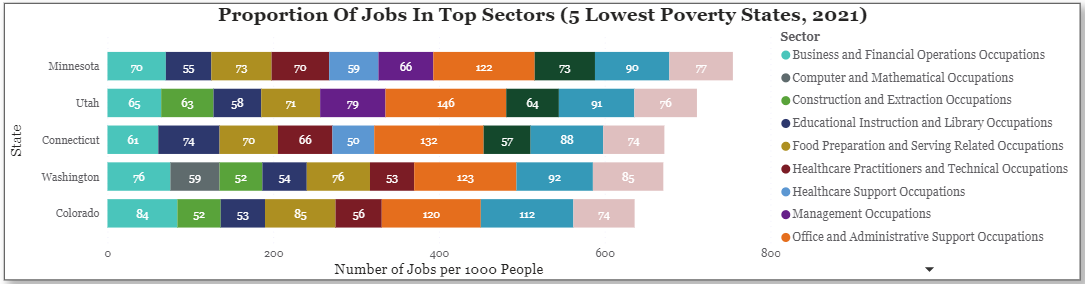 Proportion Of Jobs In Top Sectors (5 Lowest Poverty States, 2021)
Sector
Business and Financial Operations Occupations
Computer and Mathematical Occupations
Construction and Extraction Occupations
Educational Instruction and Library Occupations
Food Preparation and Serving Related Occupations
Healthcare Practitioners and Technical Occupations
Healthcare Support Occupations
Management Occupations
Office and Administrative Support Occupations
State
Minnesota 70 55 73 70 59 66 122 73 90 77
Utah 65 63 58 71 79 146 64 91 76
Connecticut 61 74 70 66 50 132 57 88 74
Washington 76 59 52 54 76 53 123 92 85
Colorado 84 52 53 85 56 120 112 74
0 200 400 600 800
Number of Jobs per 1000 People